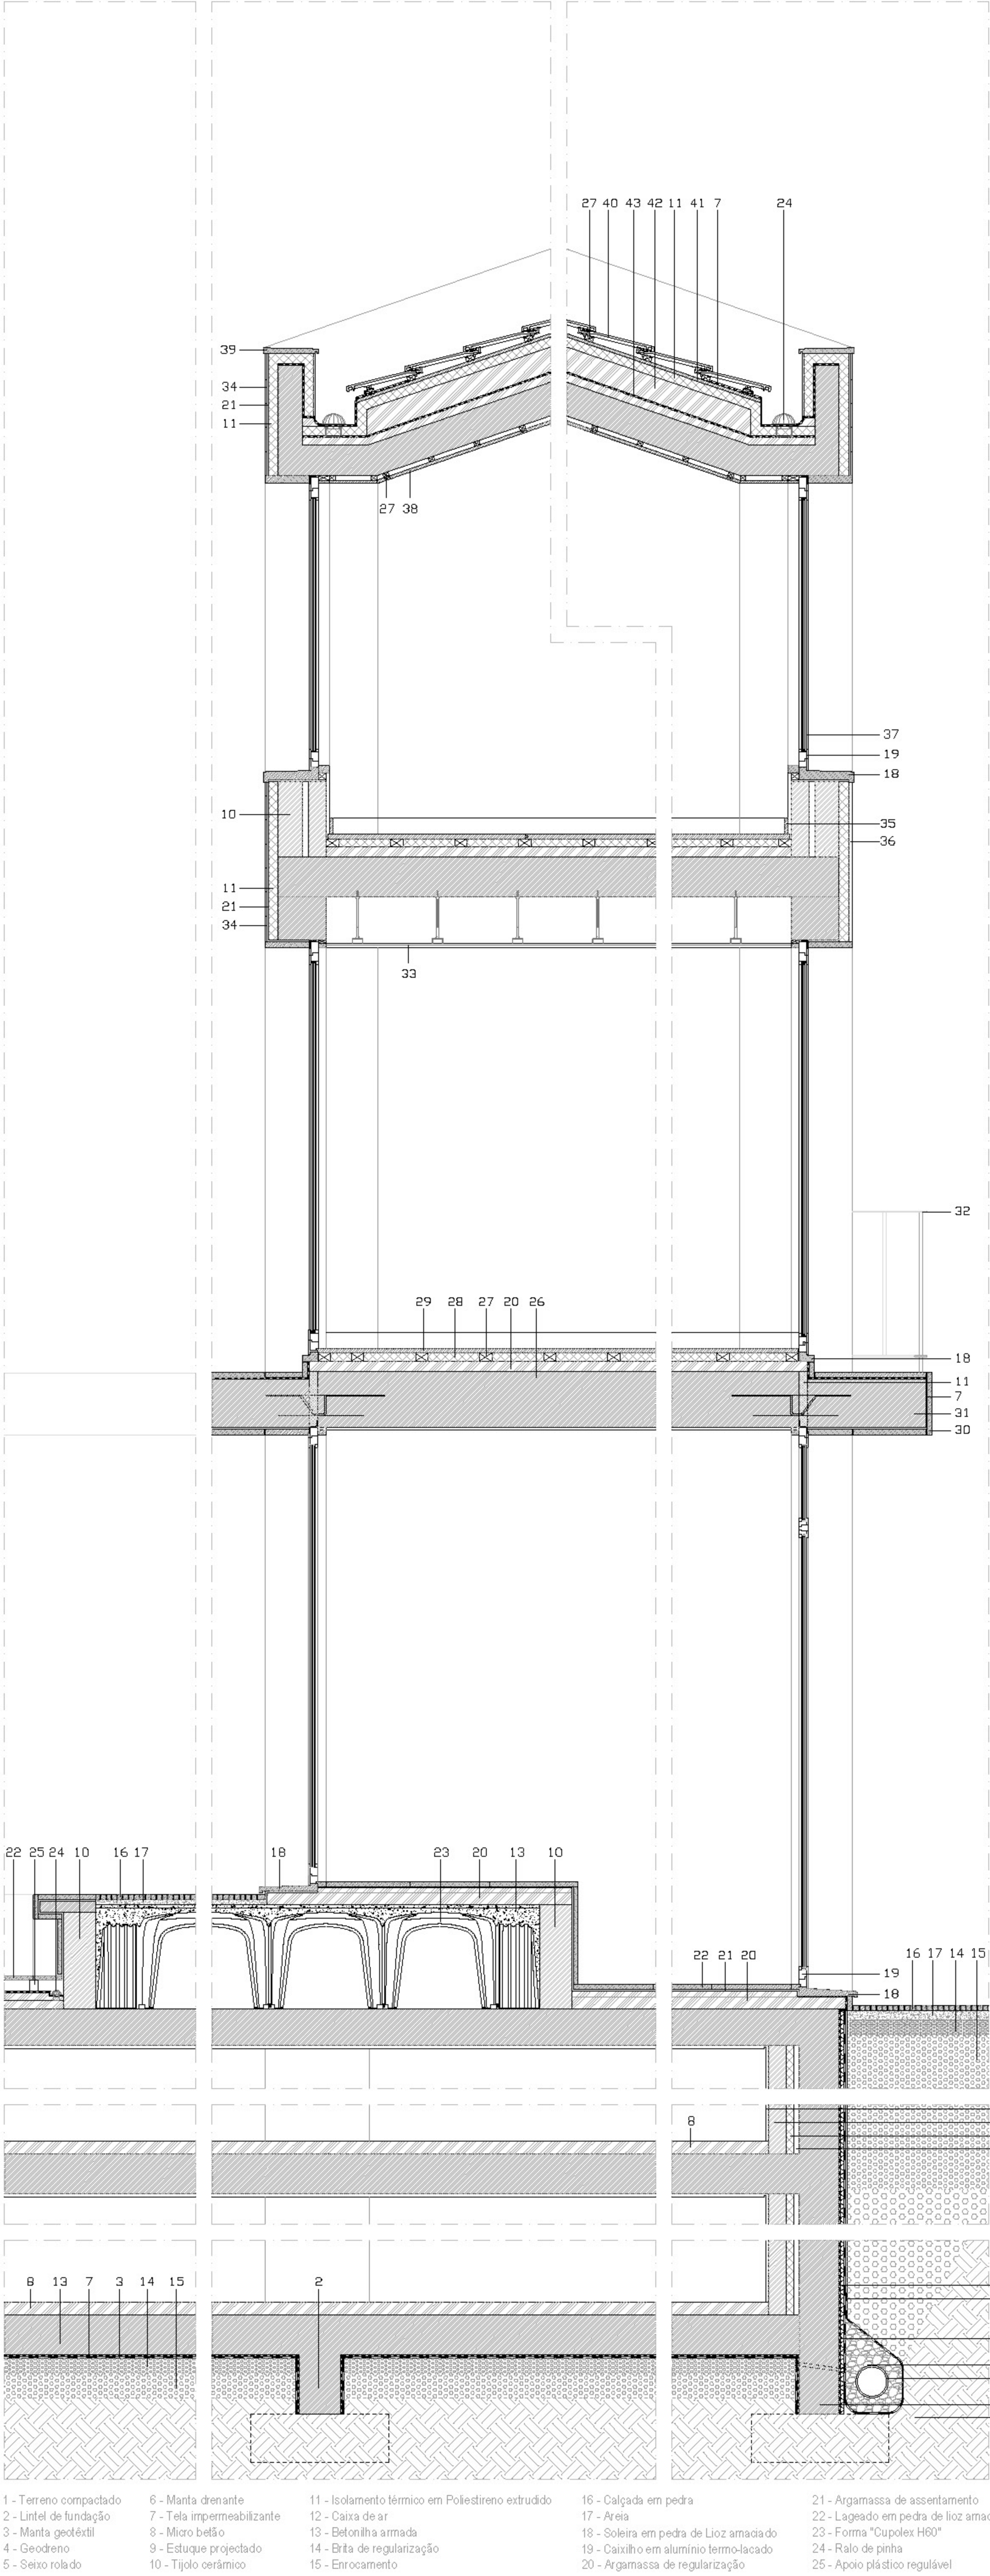 27 40 43 42 11 41 7 24
39
34
21
11
27 38
37
19
18
10
35
36
11
21
34
33
32
29 28 27 20 26
18
11
7
31
30
22 25 24 10 16 17 18 23 20 13 10
22 21 20
16 17 14 15
19
18
8
8 13 7 3 14 15 2
1 - Terreno compactado
2 - Lintel de fundação
3 - Manta geotêxtil
4 - Geodreno
5 - Seixo rolado
6 - Manta drenante
7 - Tela impermeabilizante
8 - Micro betão
9 - Estuque projectado
10 - Tijolo cerâmico
11 - Isolamento térmico em Poliestireno extrudido
12 - Caixa de ar
13 - Betonilha armada
14 - Brita de regularização
15 - Enrocamento
16 - Calçada em pedra
17 - Areia
18 - Soleira em pedra de Lioz amaciado
19 - Caixilho em alumínio termo-lacado
20 - Argamassa de regularização
21 - Argamassa de assentamento
22 - Lageado em pedra de lioz amac
23 - Forma "Cupolex H60"
24 - Ralo de pinha
25 - Apoio plástico regulável